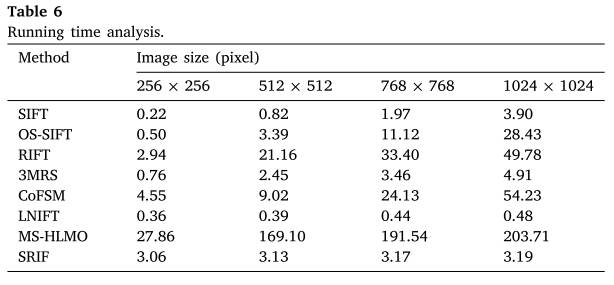 Table 6
Running time analysis.
Method Image size (pixel)
256 × 256 512 × 512 768 × 768 1024 × 1024
SIFT 0.22 0.82 1.97 3.90
OS-SIFT 0.50 3.39 11.12 28.43
RIFT 2.94 21.16 33.40 49.78
3MRS 0.76 2.45 3.46 4.91
CoFSM 4.55 9.02 24.13 54.23
LNIFT 0.36 0.39 0.44 0.48
MS-HLMO 27.86 169.10 191.54 203.71
SRIF 3.06 3.13 3.17 3.19